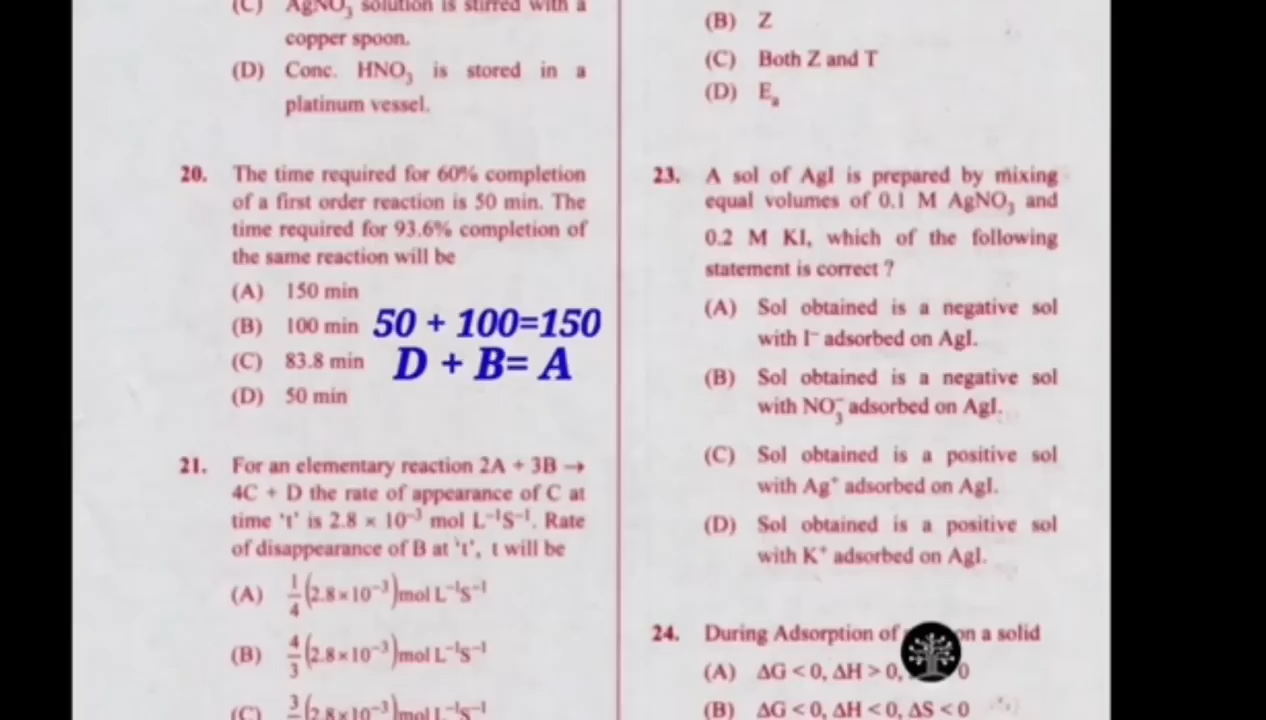 (C) AgNO₃ solution is stirred with a
copper spoon.
(D) Conc. HNO₃ is stored in a
platinum vessel.
20. The time required for 60% completion
of a first order reaction is 50 min. The
time required for 93.6% completion of
the same reaction will be
(A) 150 min
(B) 100 min
(C) 83.8 min
(D) 50 min
50 + 100=150
D + B= A
21. For an elementary reaction 2A + 3B →
4C + D the rate of appearance of C at
time 't' is 2.8 × 10⁻³ mol L⁻¹S⁻¹. Rate
of disappearance of B at 't', t will be
(A) 1/4 (2.8×10⁻³)mol L⁻¹S⁻¹
(B) 4/3 (2.8×10⁻³)mol L⁻¹S⁻¹
(C) 3/ (2.8×10⁻³)mol L⁻¹S⁻¹
(B) Z
(C) Both Z and T
(D) Eₐ
23. A sol of AgI is prepared by mixing
equal volumes of 0.1 M AgNO₃ and
0.2 M KI, which of the following
statement is correct ?
(A) Sol obtained is a negative sol
with I⁻ adsorbed on AgI.
(B) Sol obtained is a negative sol
with NO₃⁻ adsorbed on AgI.
(C) Sol obtained is a positive sol
with Ag⁺ adsorbed on AgI.
(D) Sol obtained is a positive sol
with K⁺ adsorbed on AgI.
24. During Adsorption of on a solid
(A) ΔG < 0, ΔH > 0, 0
(B) ΔG < 0, ΔH < 0, ΔS < 0